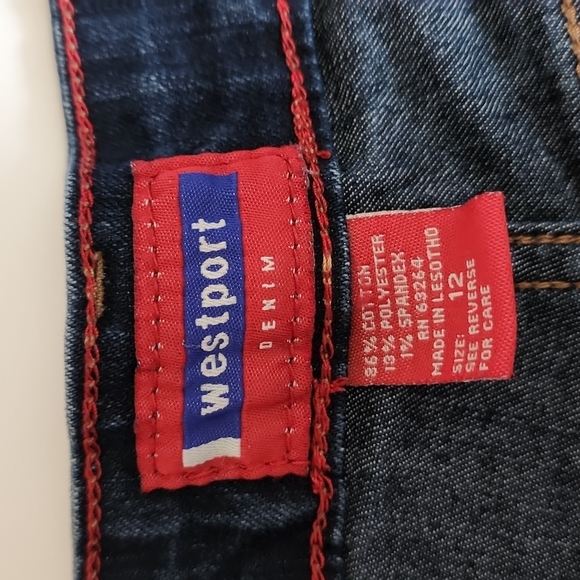 westport
DENIM
86% COTTON
13% POLYESTER
1% SPANDEX
RN 63264
MADE IN LESOTHO
SIZE: 12
SEE REVERSE
FOR CARE